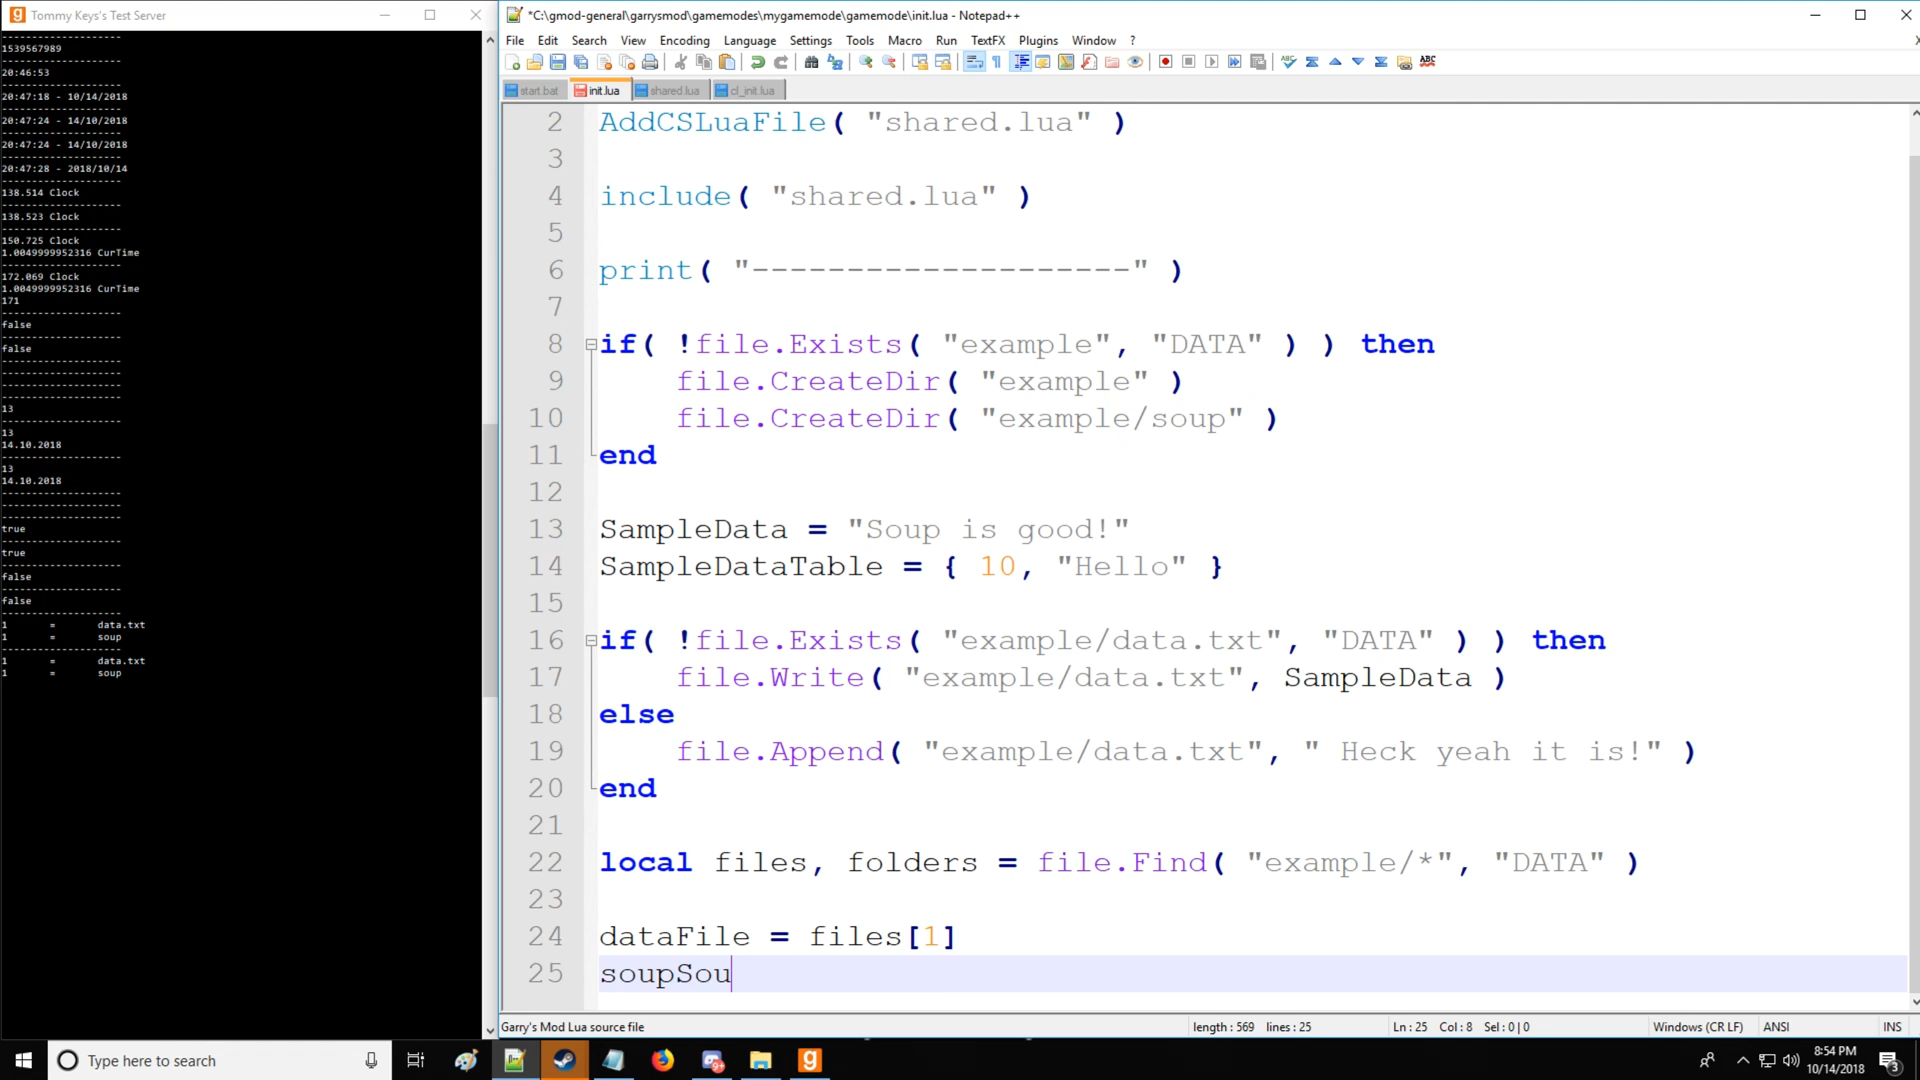 Tommy Keys's Test Server
--------------------
1539567989
--------------------
20:46:53
--------------------
20:47:18 - 10/14/2018
--------------------
20:47:24 - 14/10/2018
--------------------
20:47:24 - 14/10/2018
--------------------
20:47:28 - 2018/10/14
--------------------
138.514 Clock
--------------------
138.523 Clock
--------------------
150.725 Clock
1.0049999952316 CurTime
--------------------
172.069 Clock
1.0049999952316 CurTime
171
--------------------
false
--------------------
false
--------------------
--------------------
--------------------
--------------------
13
--------------------
13
14.10.2018
--------------------
13
14.10.2018
--------------------
--------------------
--------------------
true
--------------------
true
--------------------
false
--------------------
false
--------------------
1 = data.txt
1 = soup
--------------------
1 = data.txt
1 = soup
*C:\gmod-general\garrysmod\gamemodes\mygamemode\gamemode\init.lua - Notepad++
File Edit Search View Encoding Language Settings Tools Macro Run TextFX Plugins Window ?
start.bat init.lua shared.lua cl_init.lua
2 AddCSLuaFile( "shared.lua" )
3
4 include( "shared.lua" )
5
6 print( "--------------------" )
7
8 if( !file.Exists( "example", "DATA" ) ) then
9 file.CreateDir( "example" )
10 file.CreateDir( "example/soup" )
11 end
12
13 SampleData = "Soup is good!"
14 SampleDataTable = { 10, "Hello" }
15
16 if( !file.Exists( "example/data.txt", "DATA" ) ) then
17 file.Write( "example/data.txt", SampleData )
18 else
19 file.Append( "example/data.txt", " Heck yeah it is!" )
20 end
21
22 local files, folders = file.Find( "example/*", "DATA" )
23
24 dataFile = files[1]
25 soupSou
Garry's Mod Lua source file length : 569 lines : 25 Ln : 25 Col : 8 Sel : 0 | 0 Windows (CR LF) ANSI INS
Type here to search
8:54 PM
10/14/2018
3